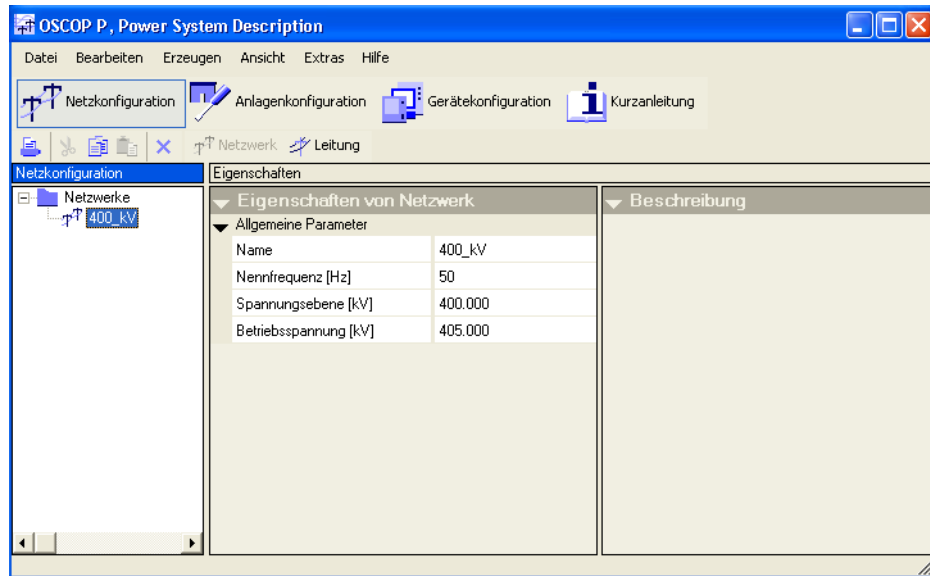 OSCOP P, Power System Description
Datei Bearbeiten Erzeugen Ansicht Extras Hilfe
Netzkonfiguration Anlagenkonfiguration Gerätekonfiguration Kurzanleitung
Netzwerk Leitung
Netzkonfiguration
Eigenschaften
Netzwerke
400_kV
Eigenschaften von Netzwerk
Allgemeine Parameter
Name 400_kV
Nennfrequenz [Hz] 50
Spannungsebene [kV] 400.000
Betriebsspannung [kV] 405.000
Beschreibung